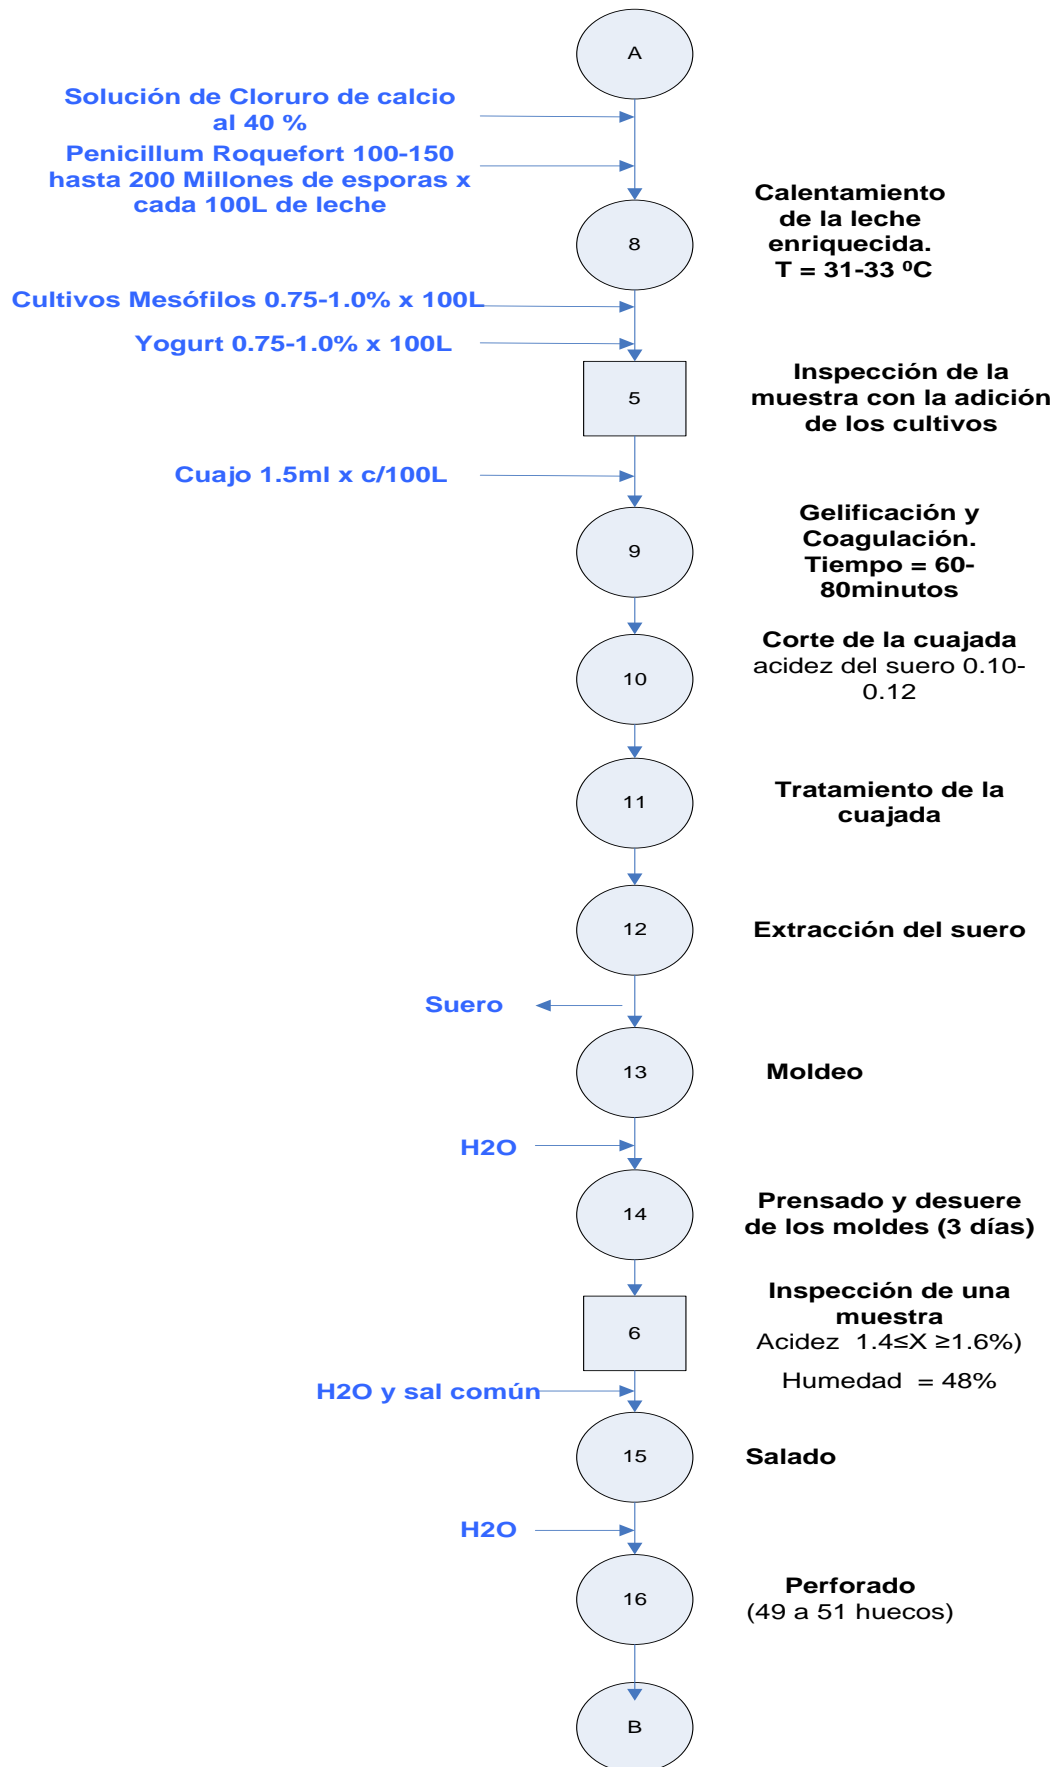 A
Solución de Cloruro de calcio
al 40 %
Penicillum Roquefort 100-150
hasta 200 Millones de esporas x
cada 100L de leche
8
Calentamiento
de la leche
enriquecida.
T = 31-33 ⁰C
Cultivos Mesófilos 0.75-1.0% x 100L
Yogurt 0.75-1.0% x 100L
5
Inspección de la
muestra con la adición
de los cultivos
Cuajo 1.5ml x c/100L
9
Gelificación y
Coagulación.
Tiempo = 60-
80minutos
10
Corte de la cuajada
acidez del suero 0.10-
0.12
11
Tratamiento de la
cuajada
12
Extracción del suero
Suero
13
Moldeo
H2O
14
Prensado y desuere
de los moldes (3 días)
6
Inspección de una
muestra
Acidez 1.4≤X ≥1.6%)
Humedad = 48%
H2O y sal común
15
Salado
H2O
16
Perforado
(49 a 51 huecos)
B